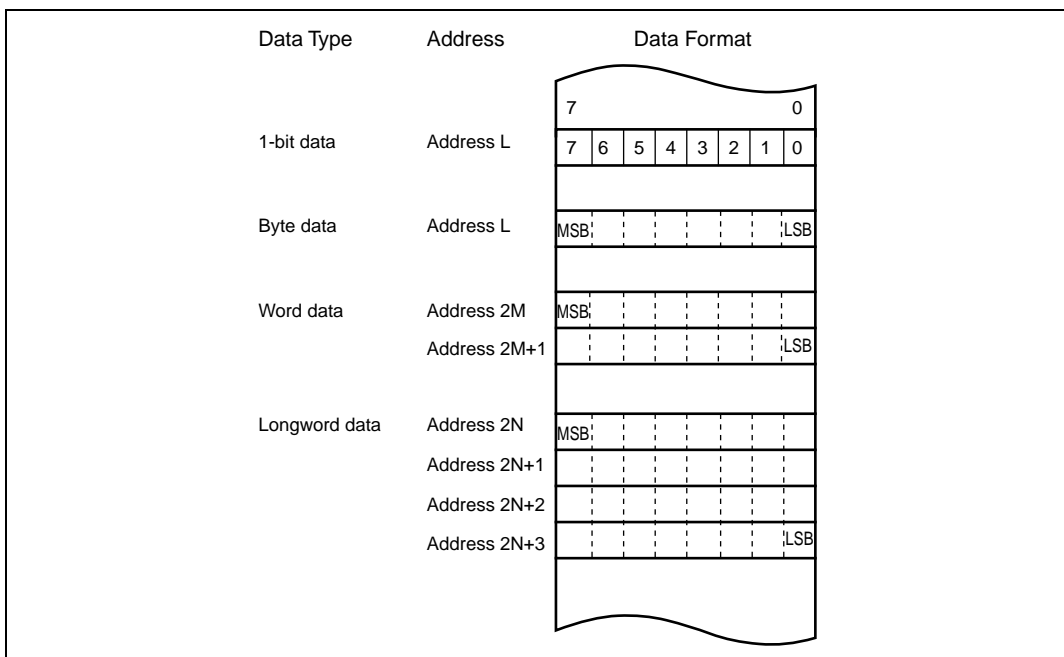 Data Type Address Data Format
7 0
1-bit data Address L 7 6 5 4 3 2 1 0
Byte data Address L MSB LSB
Word data Address 2M MSB
Address 2M+1 LSB
Longword data Address 2N MSB
Address 2N+1
Address 2N+2
Address 2N+3 LSB